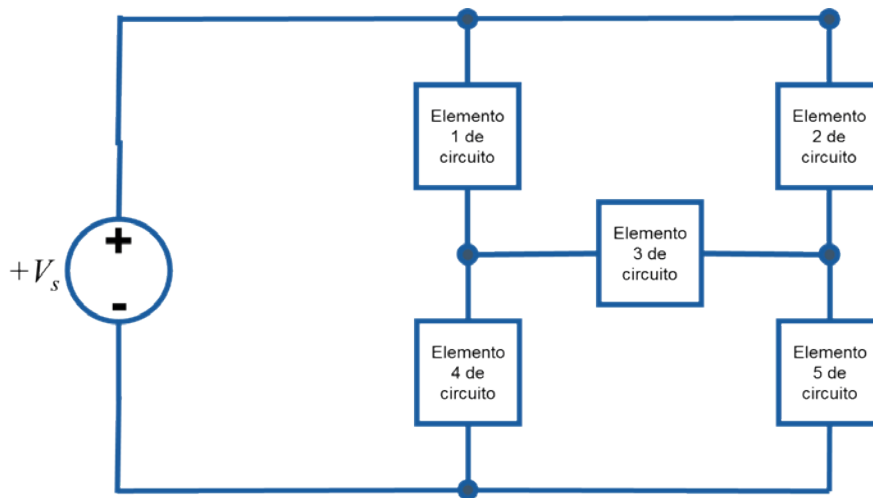 Elemento
1 de
circuito
Elemento
2 de
circuito
Elemento
3 de
circuito
+
+Vs
-
Elemento
4 de
circuito
Elemento
5 de
circuito